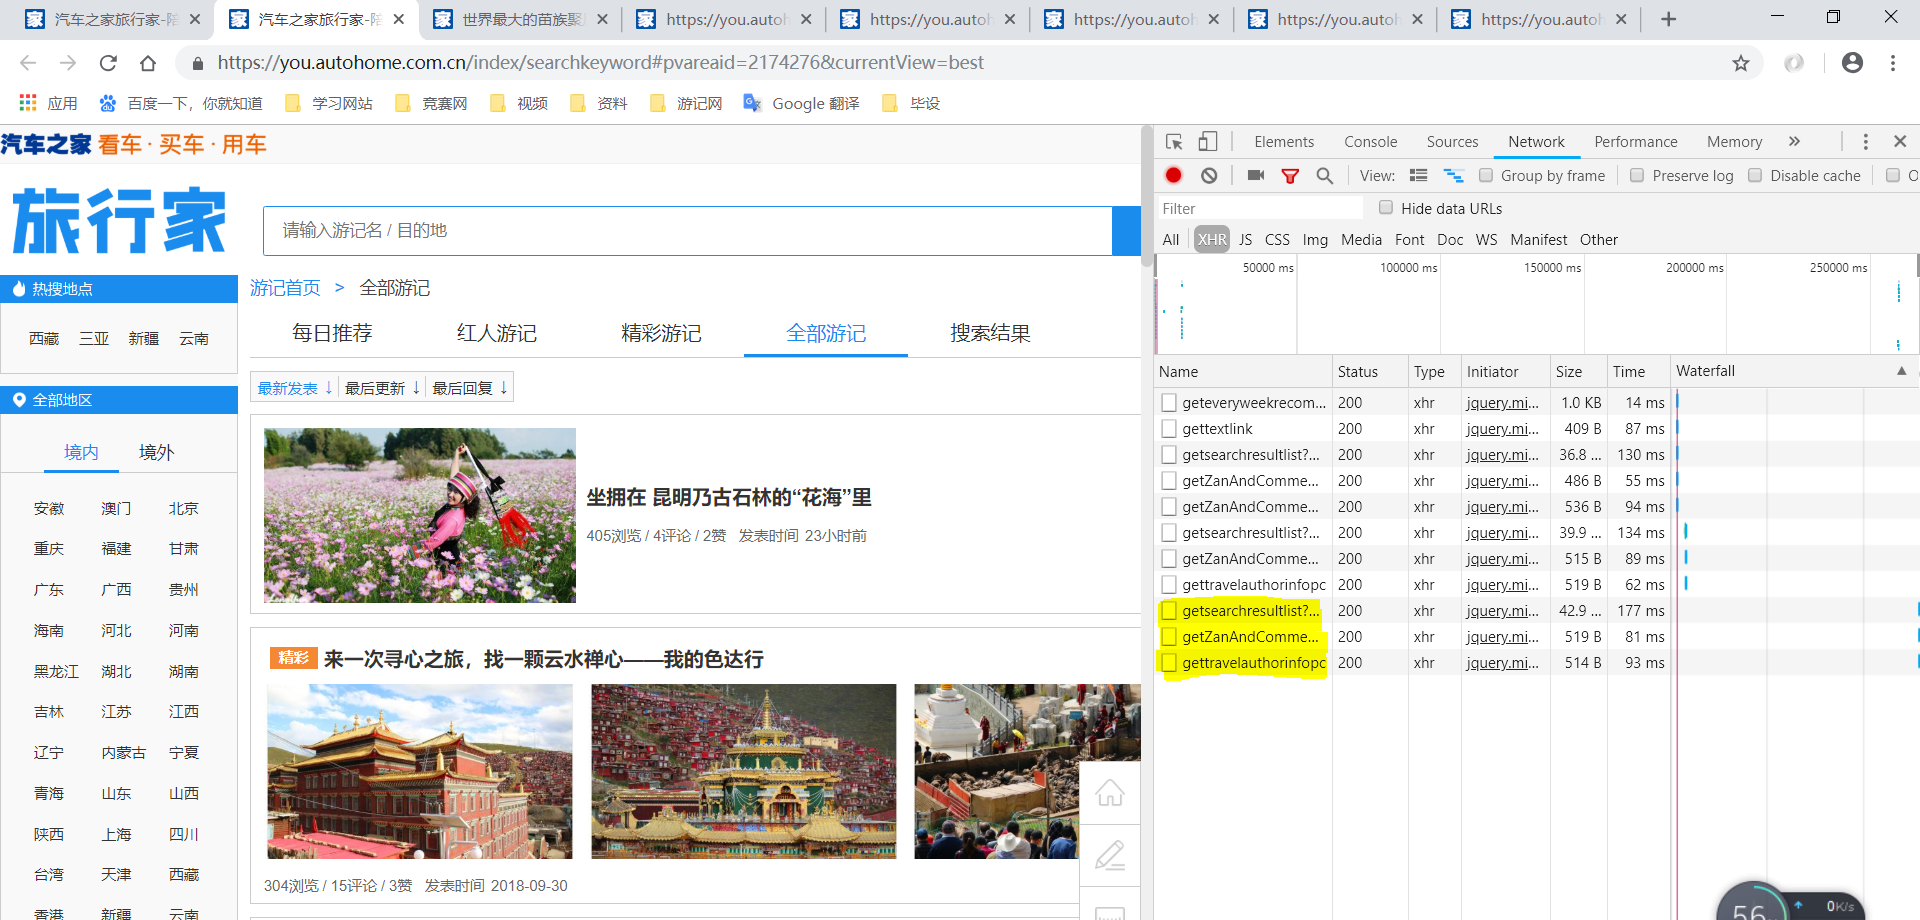 汽车之家旅行家-陪
汽车之家旅行家-陪
世界最大的苗族聚
https://you.autoh
https://you.autoh
https://you.autoh
https://you.autoh
https://you.autoh
https://you.autohome.com.cn/index/searchkeyword#pvareaid=2174276&currentView=best
应用 百度一下，你就知道 学习网站 竞赛网 视频 资料 游记网 Google 翻译 毕设
汽车之家 看车·买车·用车
旅行家
请输入游记名 / 目的地
热搜地点
西藏 三亚 新疆 云南
游记首页 > 全部游记
每日推荐 红人游记 精彩游记 全部游记 搜索结果
最新发表 ↓ 最后更新 ↓ 最后回复 ↓
全部地区
境内 境外
安徽 澳门 北京
重庆 福建 甘肃
广东 广西 贵州
海南 河北 河南
黑龙江 湖北 湖南
吉林 江苏 江西
辽宁 内蒙古 宁夏
青海 山东 山西
陕西 上海 四川
台湾 天津 西藏
香港 新疆 云南
坐拥在 昆明乃古石林的“花海”里
405浏览 / 4评论 / 2赞 发表时间 23小时前
精彩 来一次寻心之旅，找一颗云水禅心——我的色达行
304浏览 / 15评论 / 3赞 发表时间 2018-09-30
Elements Console Sources Network Performance Memory »
View: Group by frame Preserve log Disable cache O
Filter Hide data URLs
All XHR JS CSS Img Media Font Doc WS Manifest Other
50000 ms 100000 ms 150000 ms 200000 ms 250000 ms
Name Status Type Initiator Size Time Waterfall
geteveryweekrecom... 200 xhr jquery.mi... 1.0 KB 14 ms
gettextlink 200 xhr jquery.mi... 409 B 87 ms
getsearchresultlist?... 200 xhr jquery.mi... 36.8 ... 130 ms
getZanAndComme... 200 xhr jquery.mi... 486 B 55 ms
getZanAndComme... 200 xhr jquery.mi... 536 B 94 ms
getsearchresultlist?... 200 xhr jquery.mi... 39.9 ... 134 ms
getZanAndComme... 200 xhr jquery.mi... 515 B 89 ms
gettravelauthorinfopc 200 xhr jquery.mi... 519 B 62 ms
getsearchresultlist?... 200 xhr jquery.mi... 42.9 ... 177 ms
getZanAndComme... 200 xhr jquery.mi... 519 B 81 ms
gettravelauthorinfopc 200 xhr jquery.mi... 514 B 93 ms
56 0K/s